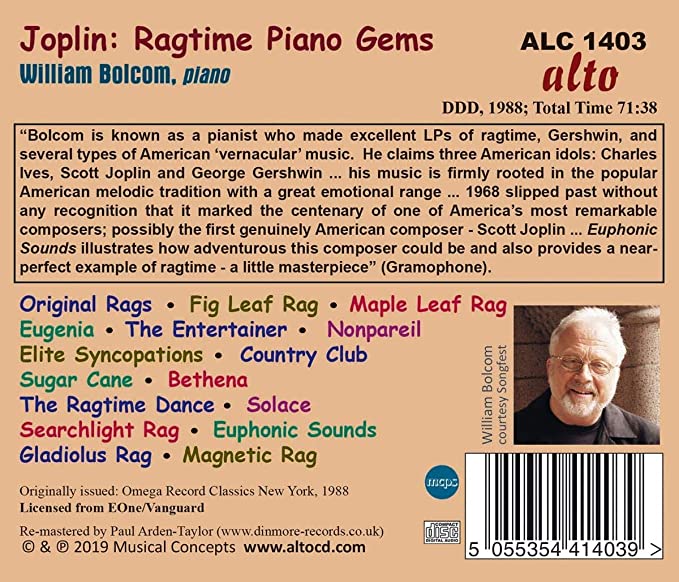 Joplin: Ragtime Piano Gems
ALC 1403
William Bolcom, piano
alto
DDD, 1988; Total Time 71:38
“Bolcom is known as a pianist who made excellent LPs of ragtime, Gershwin, and
several types of American ‘vernacular’ music. He claims three American idols: Charles
Ives, Scott Joplin and George Gershwin ... his music is firmly rooted in the popular
American melodic tradition with a great emotional range ... 1968 slipped past without
any recognition that it marked the centenary of one of America’s most remarkable
composers; possibly the first genuinely American composer - Scott Joplin ... Euphonic
Sounds illustrates how adventurous this composer could be and also provides a near-
perfect example of ragtime - a little masterpiece” (Gramophone).
Original Rags • Fig Leaf Rag • Maple Leaf Rag
Eugenia • The Entertainer • Nonpareil
Elite Syncopations • Country Club
Sugar Cane • Bethena
The Ragtime Dance • Solace
Searchlight Rag • Euphonic Sounds
Gladiolus Rag • Magnetic Rag
William Bolcom
courtesy Songfest
Originally issued: Omega Record Classics New York, 1988
Licensed from EOne/Vanguard
Re-mastered by Paul Arden-Taylor (www.dinmore-records.co.uk)
© & ℗ 2019 Musical Concepts www.altocd.com
mcps
COMPACT
disc
DIGITAL AUDIO
5 055354 414039 >